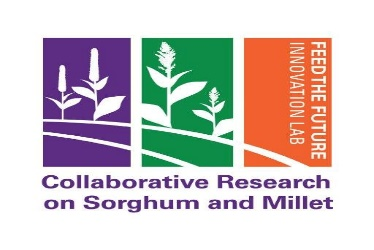 FEED THE FUTURE
INNOVATION LAB
Collaborative Research
on Sorghum and Millet